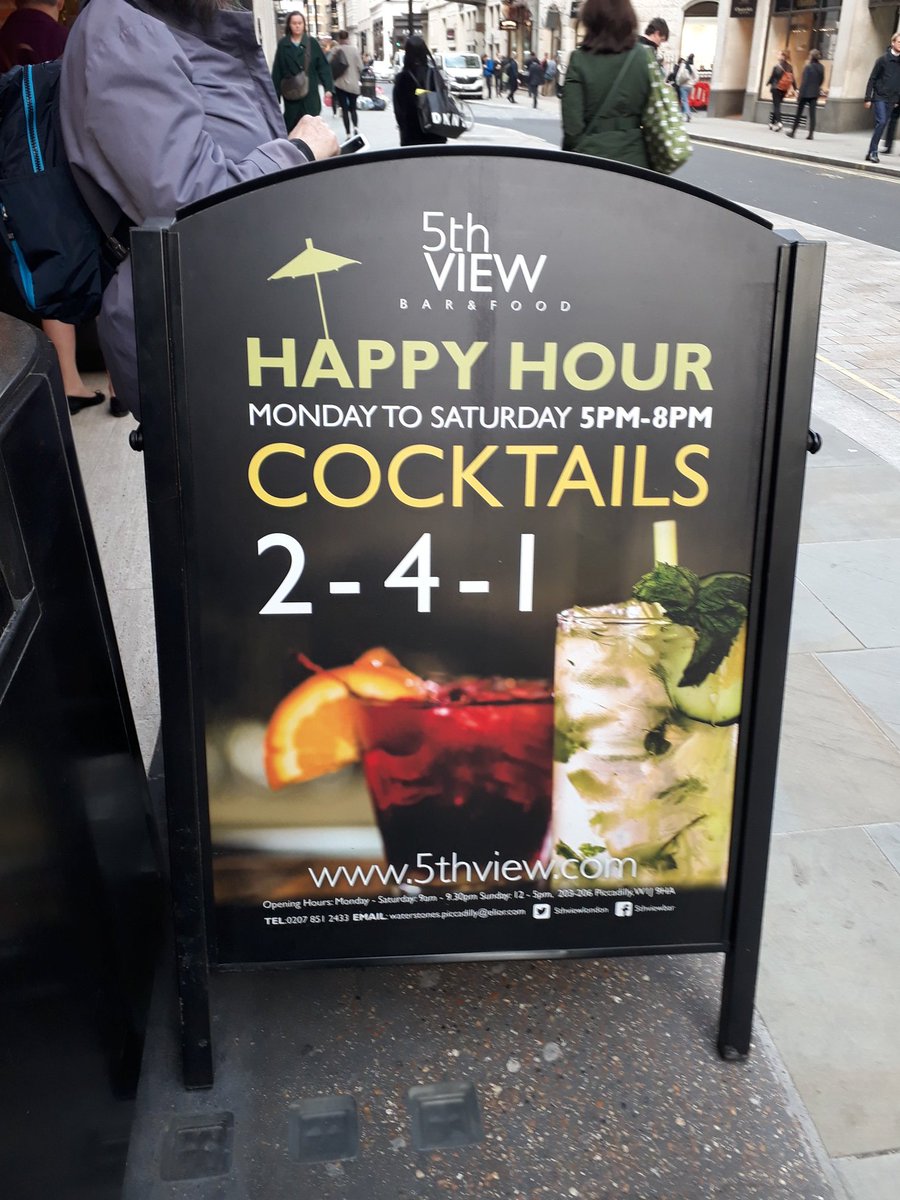 DKN
5th
VIEW
BAR & FOOD
HAPPY HOUR
MONDAY TO SATURDAY 5PM-8PM
COCKTAILS
2-4-1
www.5thview.com
Opening Hours: Monday - Saturday: 9am - 9.30pm Sunday: 12 - 5pm, 203-206 Piccadilly, W1J 9HA
TEL:0207 851 2433 EMAIL: waterstones.piccadilly@elior.com 5thviewlondon 5thviewbar